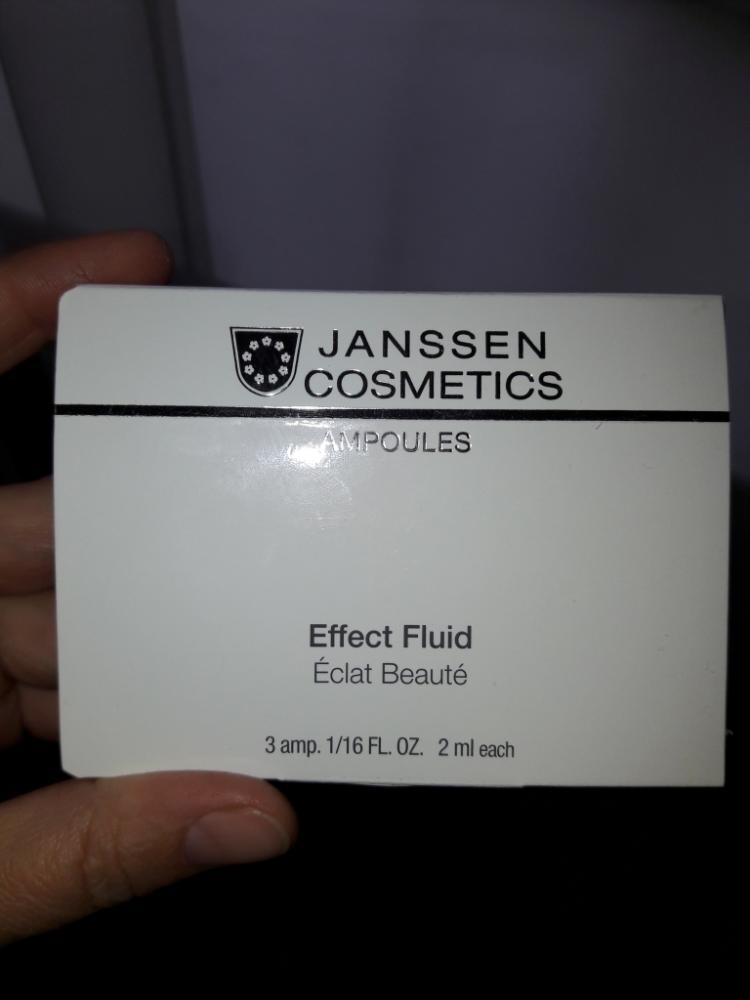 JANSSEN
COSMETICS
AMPOULES
Effect Fluid
Éclat Beauté
3 amp. 1/16 FL. OZ. 2 ml each